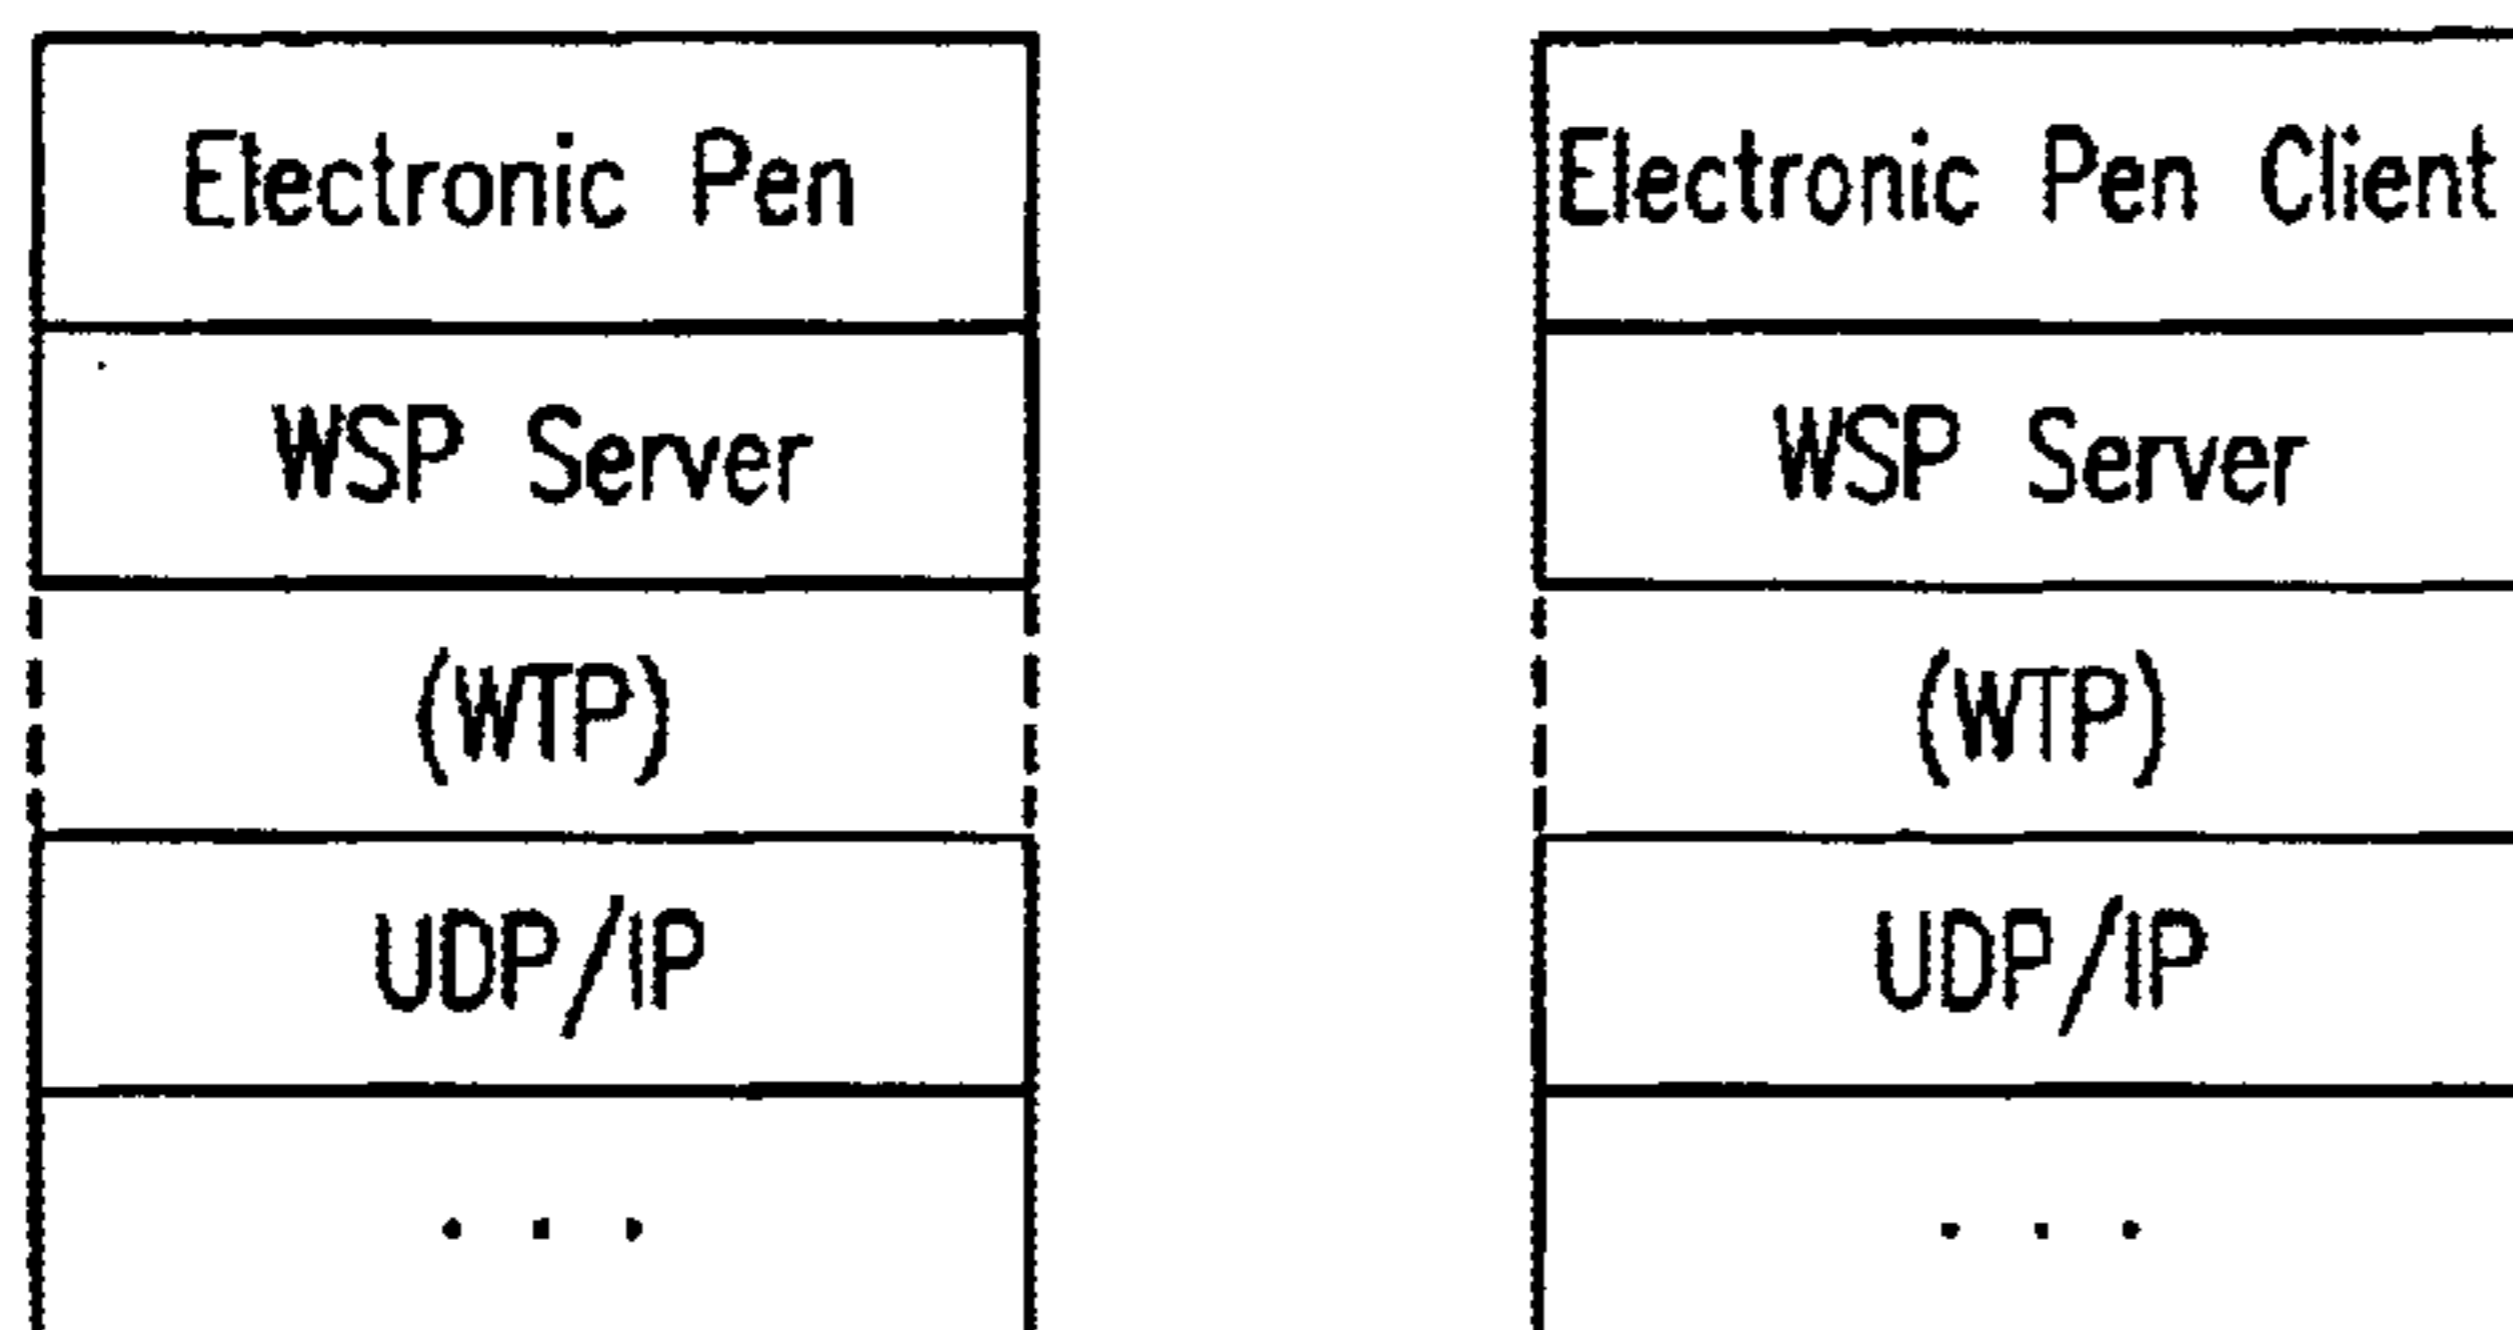 Electronic Pen
WSP Server
(WTP)
UDP/IP
. . .
Electronic Pen Client
WSP Server
(WTP)
UDP/IP
. . .